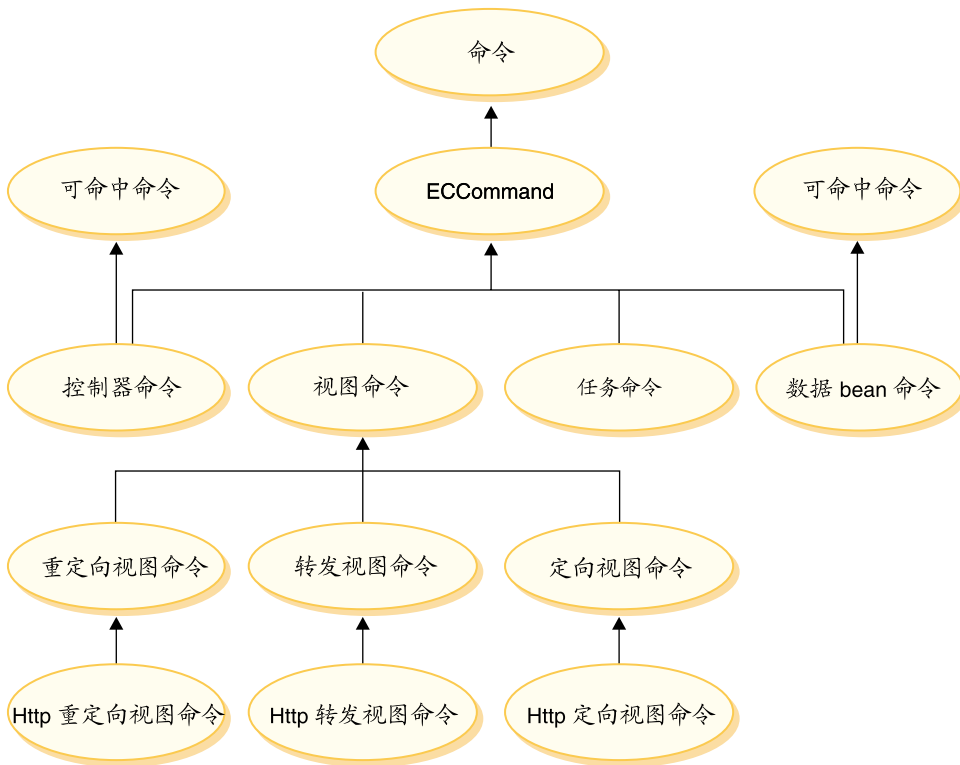 命令
可命中命令
ECCommand
可命中命令
控制器命令
视图命令
任务命令
数据 bean 命令
重定向视图命令
转发视图命令
定向视图命令
Http 重定向视图命令
Http 转发视图命令
Http 定向视图命令